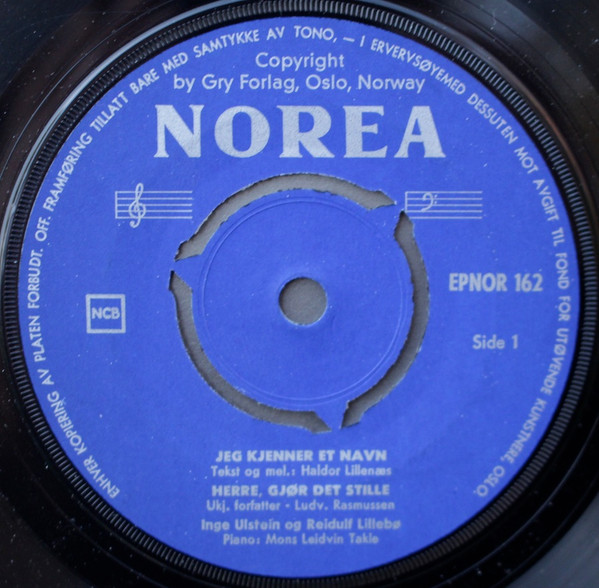 ENHVER KOPIERING AV PLATEN FORBUDT. OFF. FRAMFØRING TILLATT BARE MED SAMTYKKE AV TONO, — I ERVERVSØYEMED DESSUTEN MOT AVGIFT TIL FOND FOR UTØVENDE KUNSTNERE, OSLO.
Copyright
by Gry Forlag, Oslo, Norway
NOREA
EPNOR 162
NCB
Side 1
JEG KJENNER ET NAVN
Tekst og mel.: Haldor Lillenæs
HERRE, GJØR DET STILLE
Ukj. forfatter - Ludv. Rasmussen
Inge Ulstein og Reidulf Lillebø
Piano: Mons Leidvin Takle